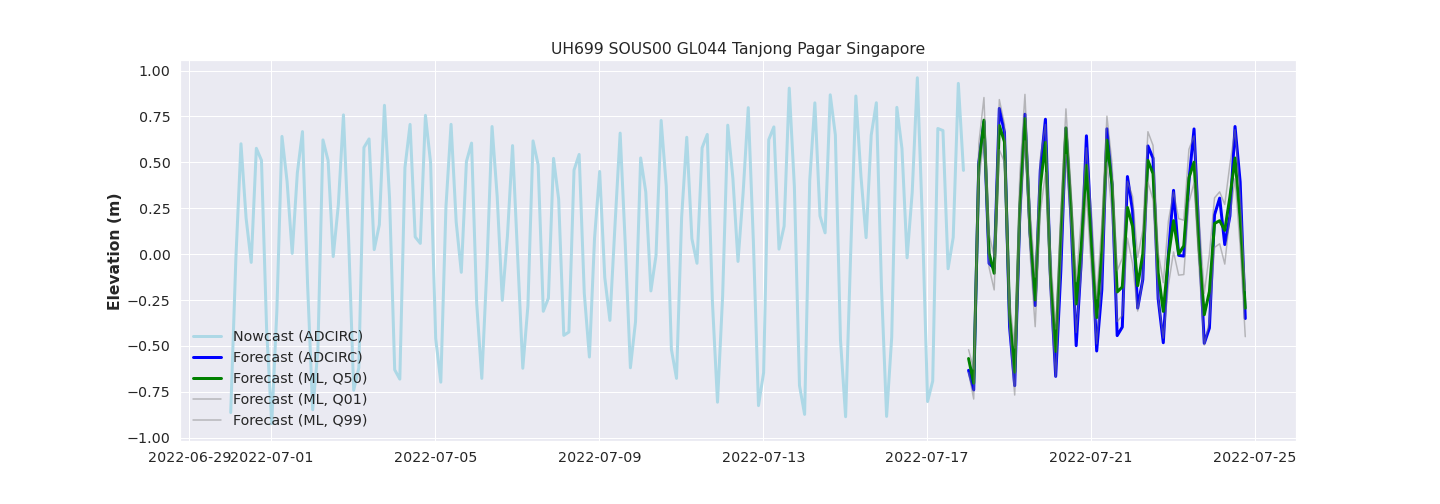 UH699 SOUS00 GL044 Tanjong Pagar Singapore
Elevation (m)
1.00
0.75
0.50
0.25
0.00
−0.25
−0.50
−0.75
−1.00
Nowcast (ADCIRC)
Forecast (ADCIRC)
Forecast (ML, Q50)
Forecast (ML, Q01)
Forecast (ML, Q99)
2022-06-29 2022-07-01 2022-07-05 2022-07-09 2022-07-13 2022-07-17 2022-07-21 2022-07-25